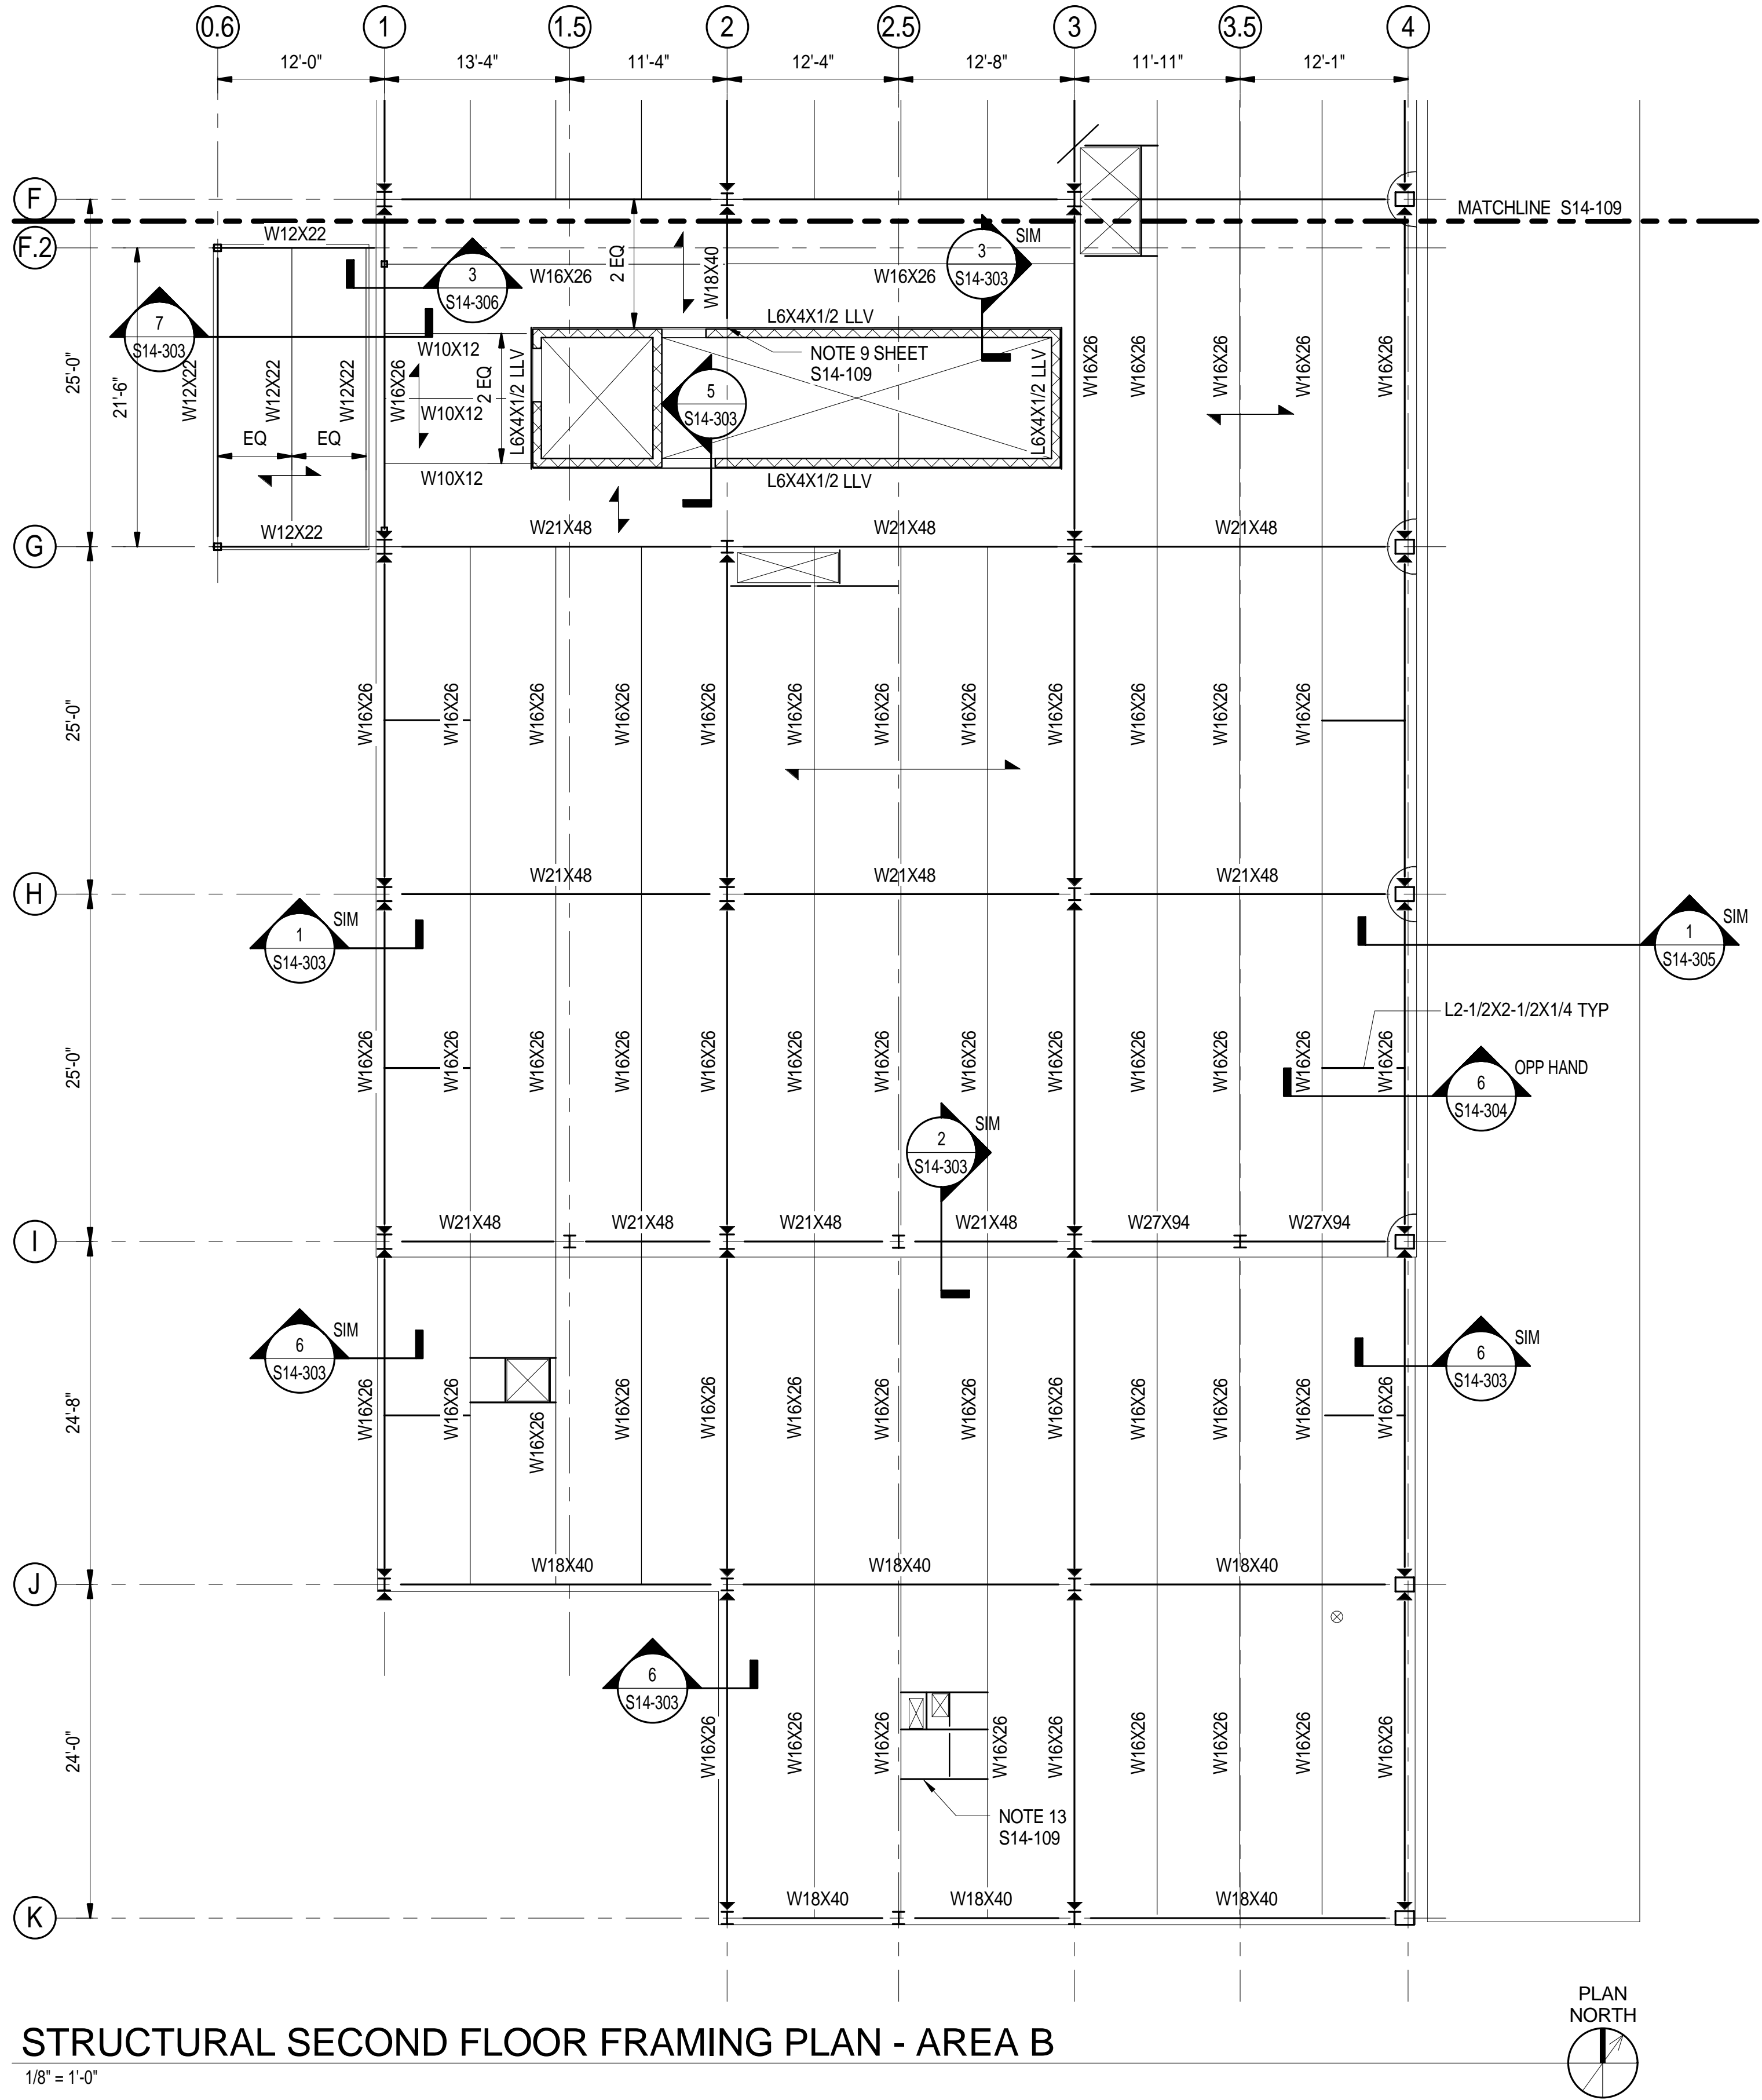 0.6 1 1.5 2 2.5 3 3.5 4
12'-0" 13'-4" 11'-4" 12'-4" 12'-8" 11'-11" 12'-1"
F
MATCHLINE S14-109
F.2
W12X22
3
S14-306
W16X26
2 EQ
W18X40
W16X26
3
S14-303
SIM
7
S14-303
L6X4X1/2 LLV
W10X12
NOTE 9 SHEET
S14-109
25'-0"
21'-6"
W12X22
W12X22
W12X22
W16X26
W10X12
2 EQ
L6X4X1/2 LLV
5
S14-303
L6X4X1/2 LLV
W16X26
W16X26
W16X26
W16X26
W16X26
EQ EQ
W10X12
L6X4X1/2 LLV
G
W12X22
W21X48 W21X48 W21X48
25'-0"
W16X26 W16X26 W16X26 W16X26 W16X26 W16X26 W16X26 W16X26 W16X26 W16X26 W16X26 W16X26 W16X26
H
W21X48 W21X48 W21X48
1
S14-303
SIM
1
S14-305
SIM
L2-1/2X2-1/2X1/4 TYP
25'-0"
W16X26 W16X26 W16X26 W16X26 W16X26 W16X26 W16X26 W16X26 W16X26 W16X26 W16X26 W16X26 W16X26
6
S14-304
OPP HAND
2
S14-303
SIM
I
W21X48 W21X48 W21X48 W21X48 W27X94 W27X94
6
S14-303
SIM
6
S14-303
SIM
24'-8"
W16X26 W16X26 W16X26 W16X26 W16X26 W16X26 W16X26 W16X26 W16X26 W16X26 W16X26 W16X26 W16X26
J
W18X40 W18X40 W18X40
6
S14-303
24'-0"
W16X26 W16X26 W16X26 W16X26 W16X26 W16X26 W16X26 W16X26 W16X26
NOTE 13
S14-109
K
W18X40 W18X40 W18X40
PLAN
NORTH
STRUCTURAL SECOND FLOOR FRAMING PLAN - AREA B
1/8" = 1'-0"